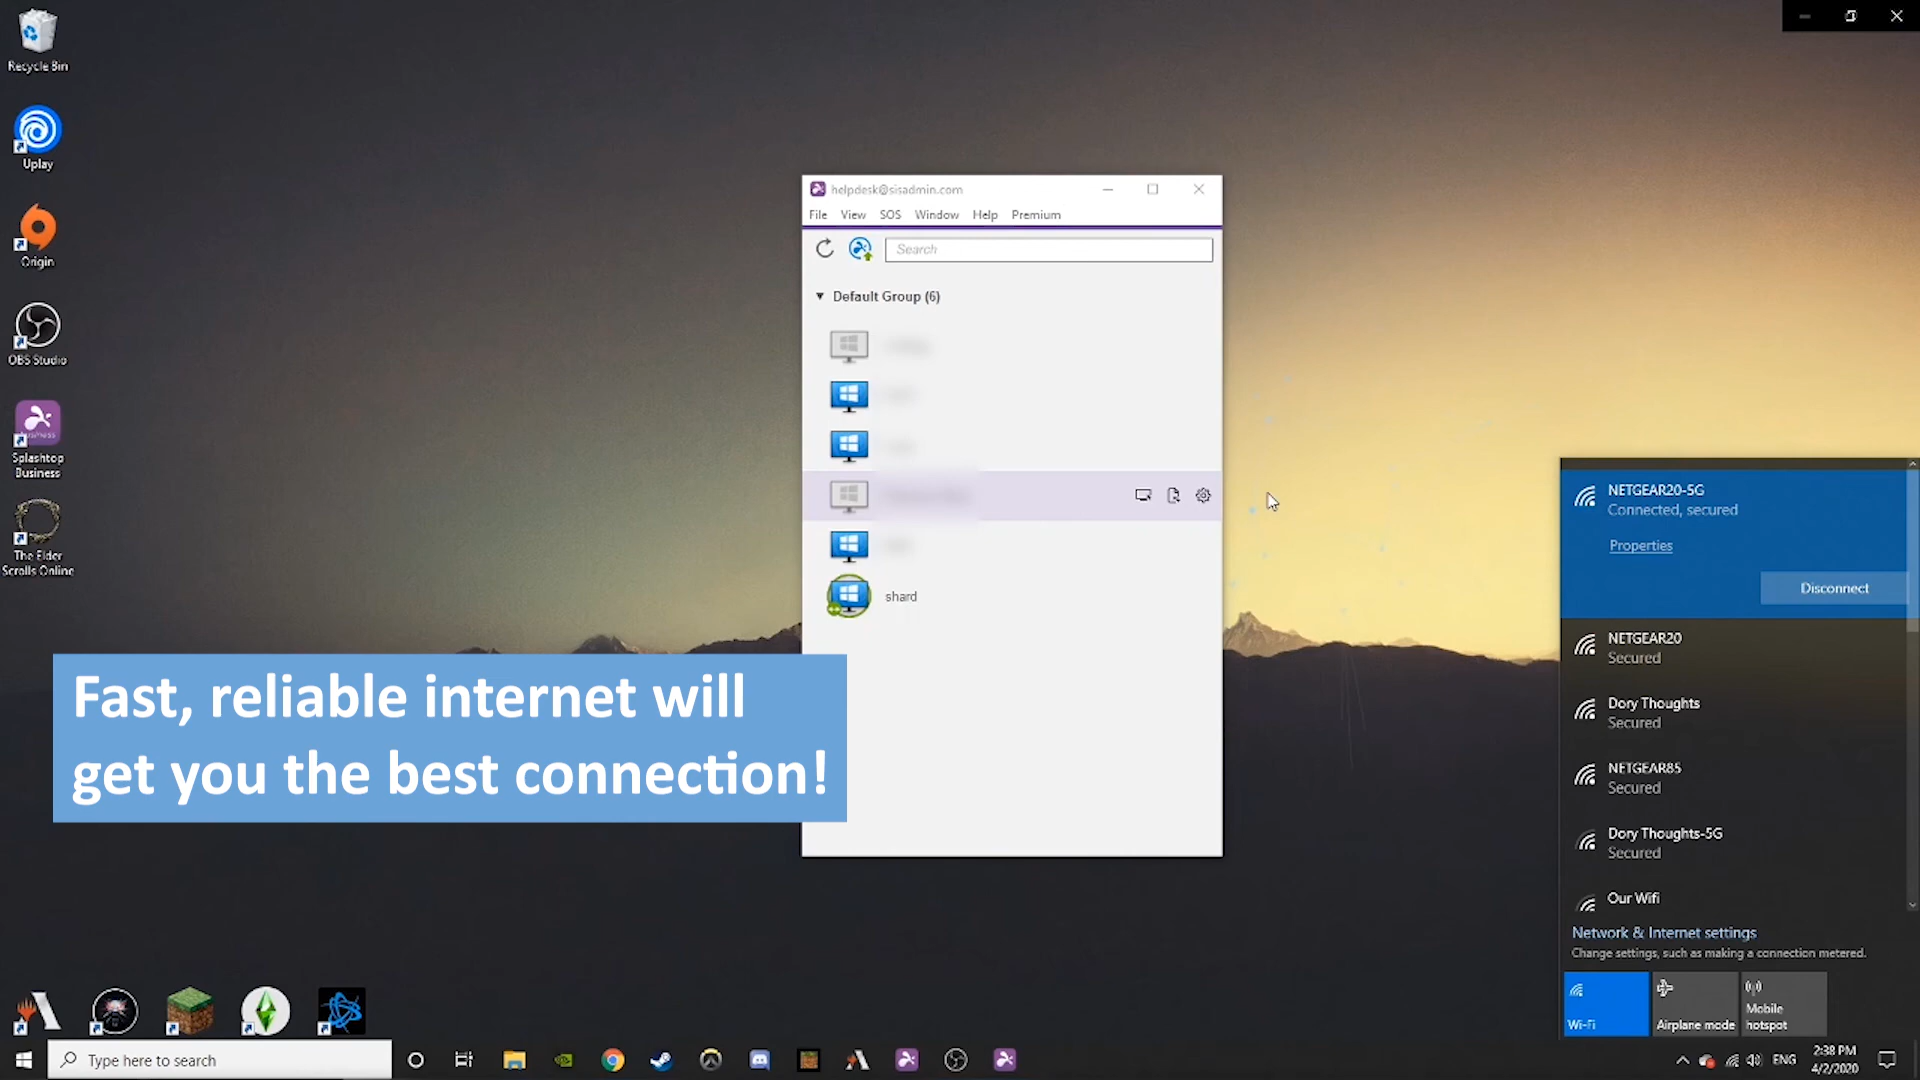 Recycle Bin
Uplay
Origin
OBS Studio
Splashtop
Business
The Elder
Scrolls Online
helpdesk@sisadmin.com
File View SOS Window Help Premium
Search
Default Group (6)
shard
Fast, reliable internet will
get you the best connection!
NETGEAR20-5G
Connected, secured
Properties
Disconnect
NETGEAR20
Secured
Dory Thoughts
Secured
NETGEAR85
Secured
Dory Thoughts-5G
Secured
Our Wifi
Network & Internet settings
Change settings, such as making a connection metered.
Wi-Fi
Airplane mode
Mobile
hotspot
Type here to search
ENG
2:38 PM
4/2/2020